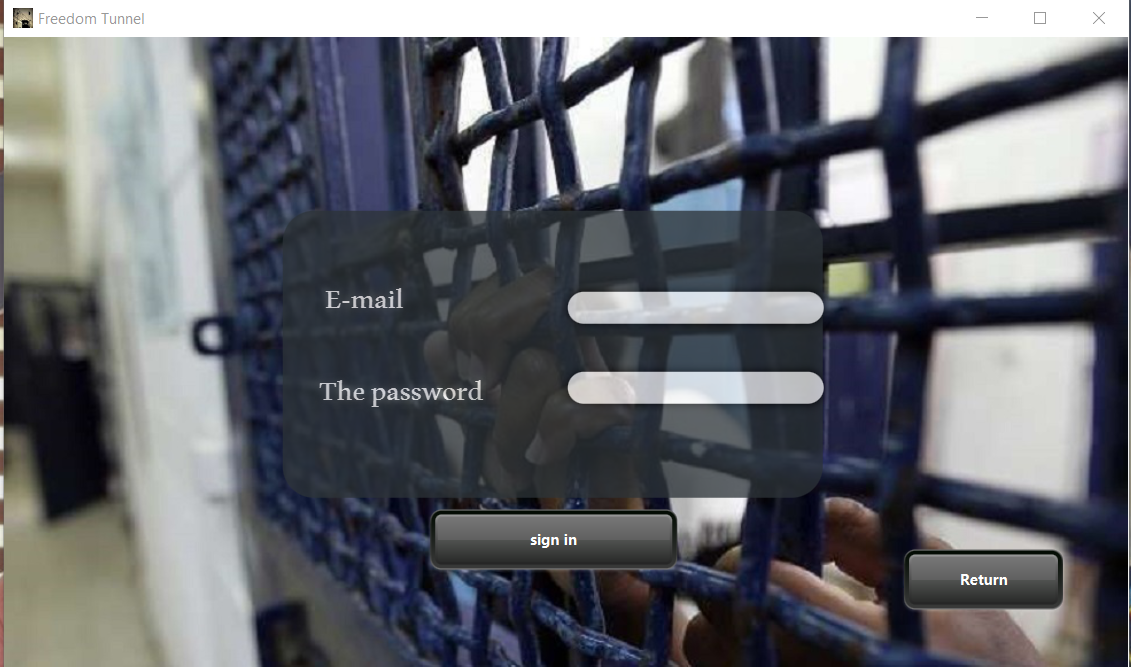 Freedom Tunnel
E-mail
The password
sign in
Return